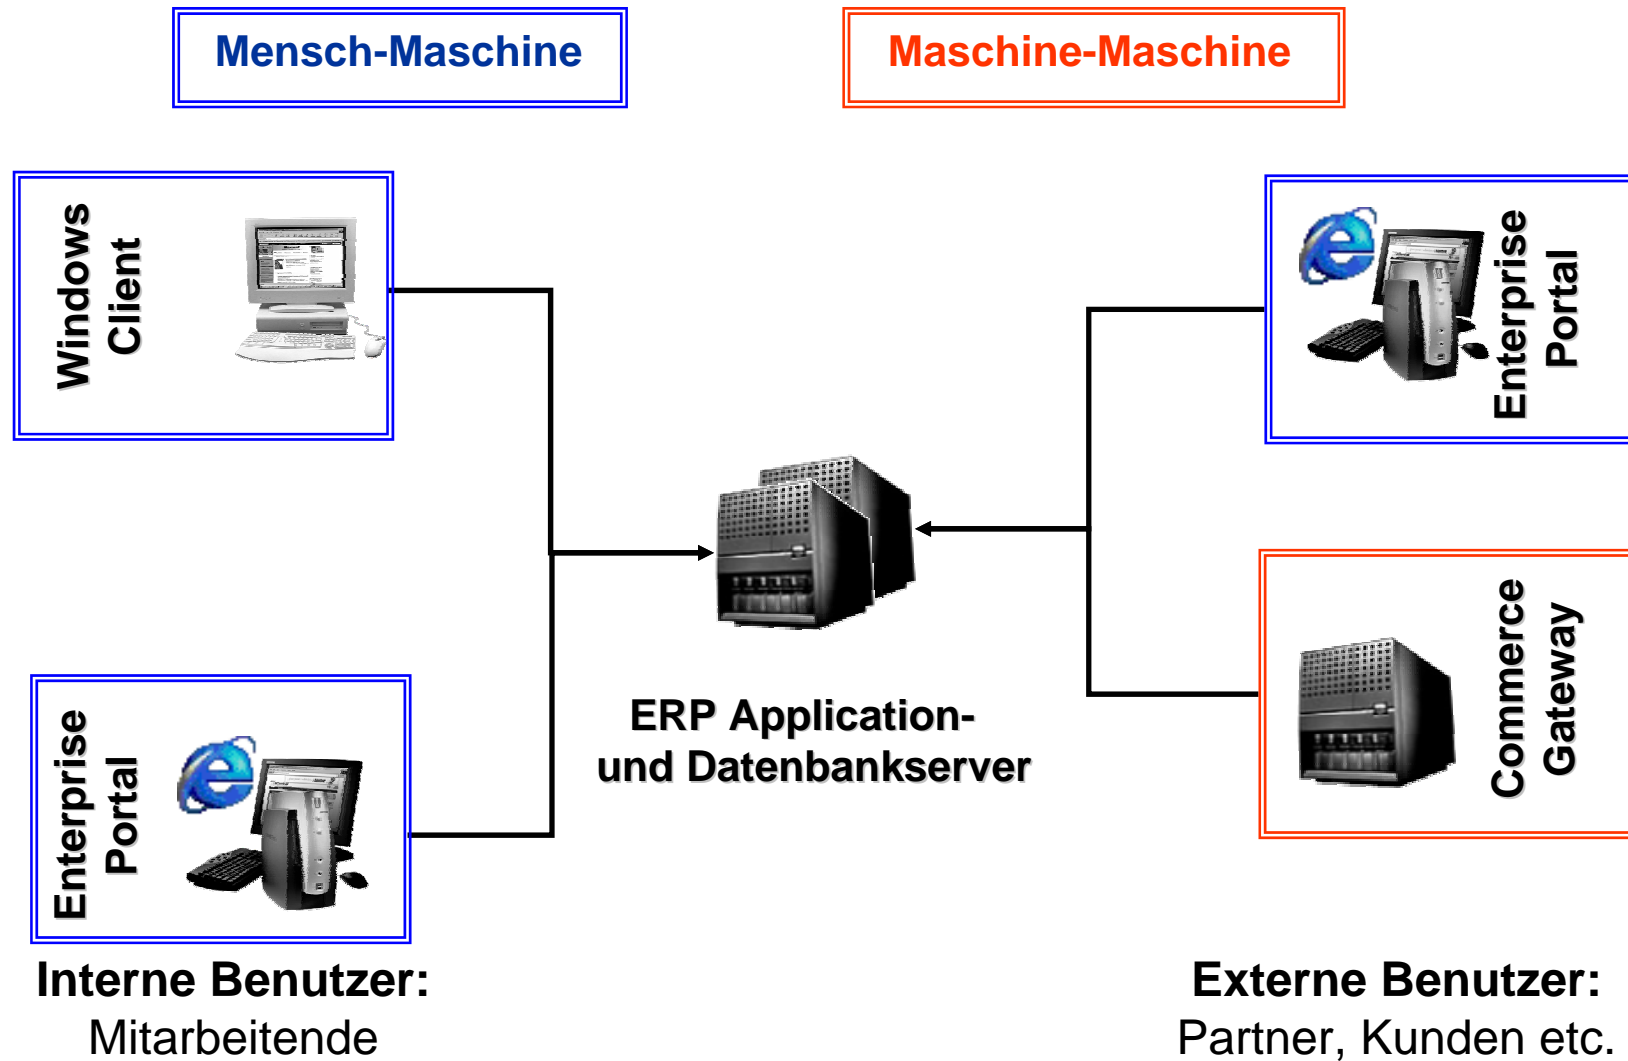 Mensch-Maschine
Maschine-Maschine
Windows
Client
Enterprise
Portal
ERP Application-
und Datenbankserver
Commerce
Gateway
Enterprise
Portal
Interne Benutzer:
Mitarbeitende
Externe Benutzer:
Partner, Kunden etc.